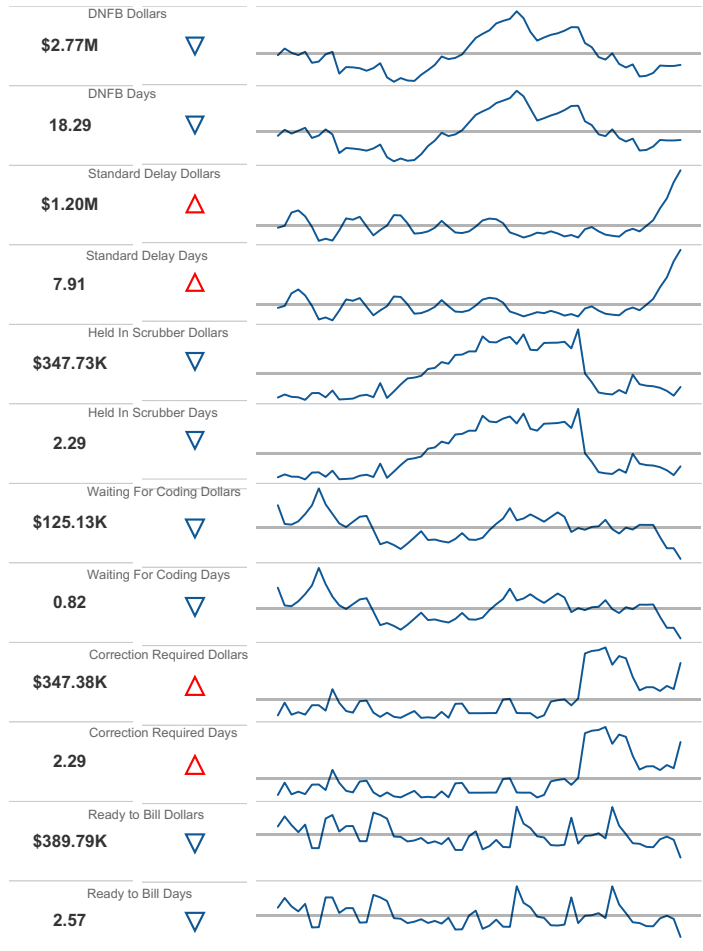 DNFB Dollars
$2.77M
DNFB Days
18.29
Standard Delay Dollars
$1.20M
Standard Delay Days
7.91
Held In Scrubber Dollars
$347.73K
Held In Scrubber Days
2.29
Waiting For Coding Dollars
$125.13K
Waiting For Coding Days
0.82
Correction Required Dollars
$347.38K
Correction Required Days
2.29
Ready to Bill Dollars
$389.79K
Ready to Bill Days
2.57